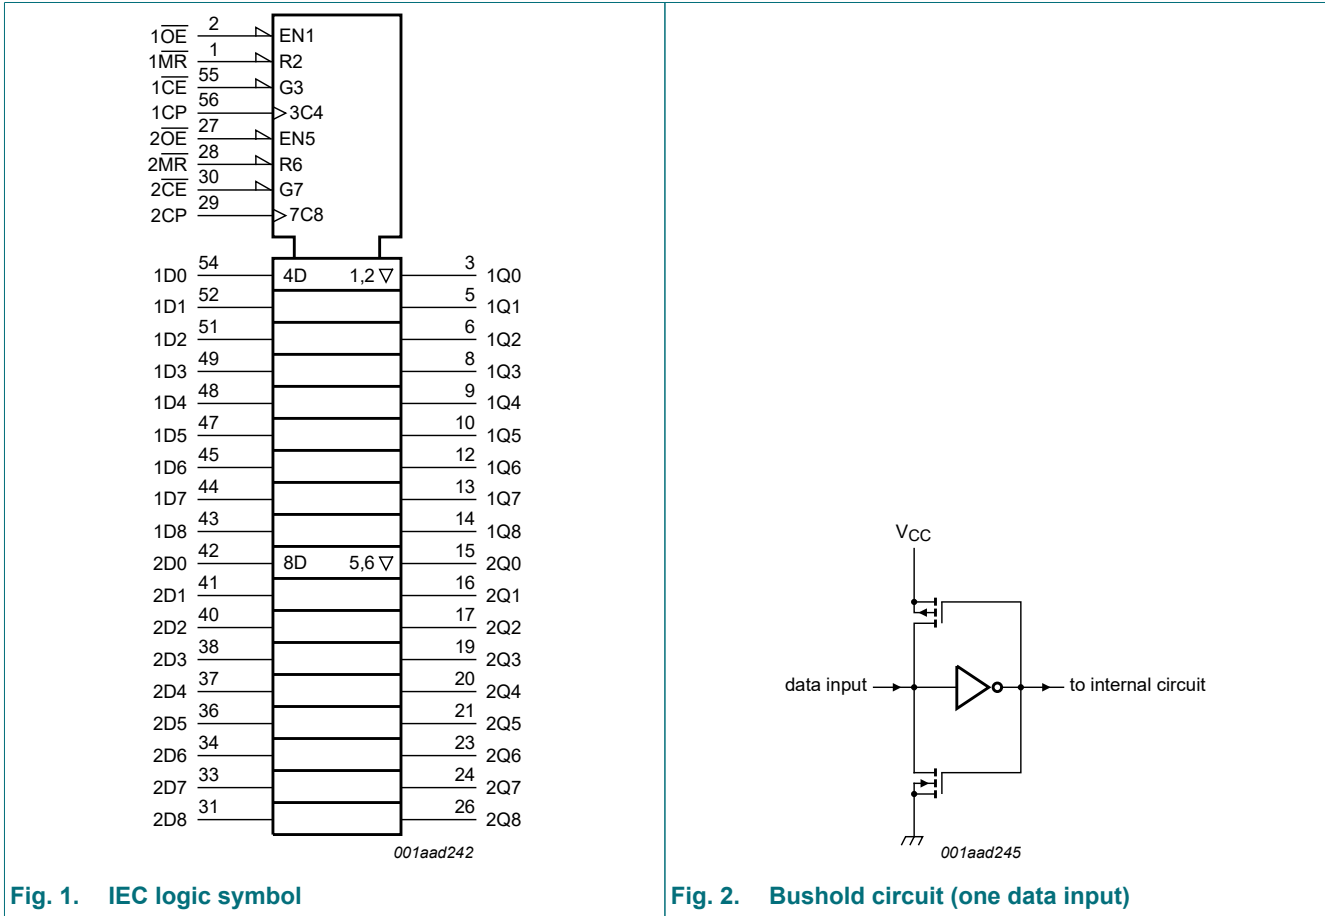 1OE 2 EN1
1MR 1 R2
1CE 55 G3
1CP 56 3C4
2OE 27 EN5
2MR 28 R6
2CE 30 G7
2CP 29 7C8
1D0 54 4D 1,2 ▽ 3 1Q0
1D1 52 5 1Q1
1D2 51 6 1Q2
1D3 49 8 1Q3
1D4 48 9 1Q4
1D5 47 10 1Q5
1D6 45 12 1Q6
1D7 44 13 1Q7
1D8 43 14 1Q8
2D0 42 8D 5,6 ▽ 15 2Q0
2D1 41 16 2Q1
2D2 40 17 2Q2
2D3 38 19 2Q3
2D4 37 20 2Q4
2D5 36 21 2Q5
2D6 34 23 2Q6
2D7 33 24 2Q7
2D8 31 26 2Q8
001aad242
Fig. 1. IEC logic symbol
VCC
data input
to internal circuit
001aad245
Fig. 2. Bushold circuit (one data input)